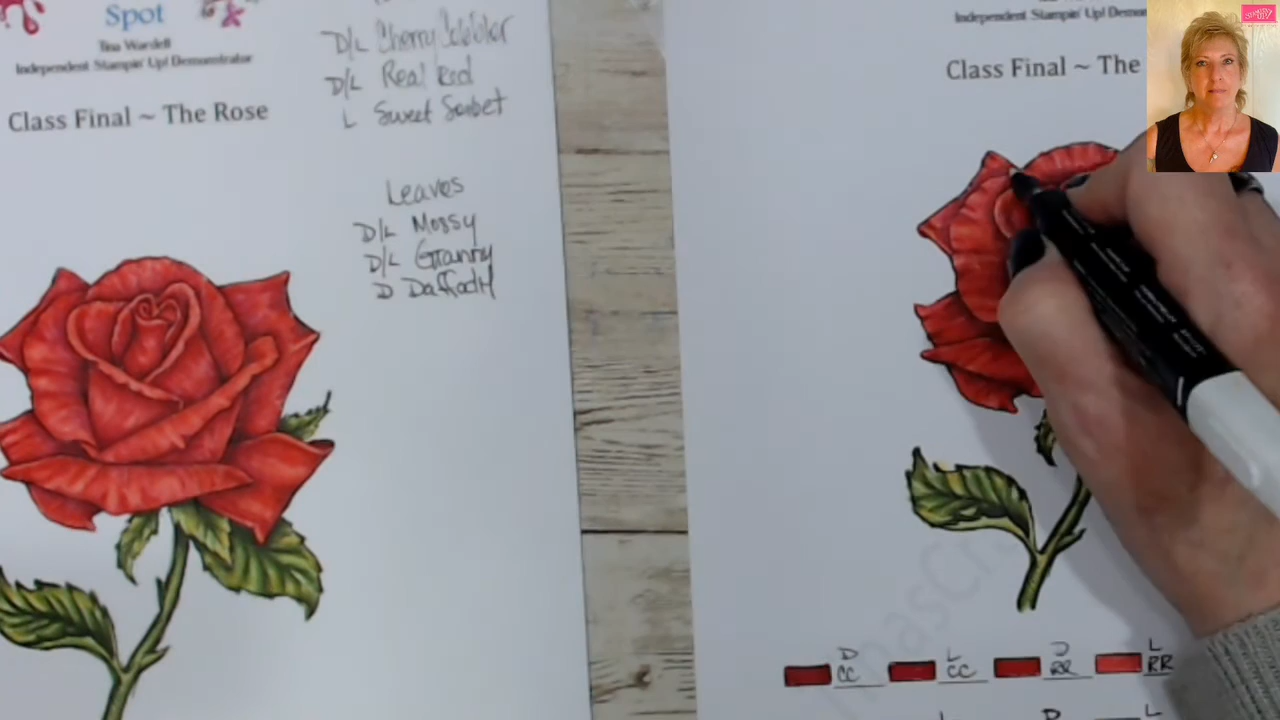 Spot
Tina Wardell
Independent Stampin' Up! Demonstrator
Class Final ~ The Rose
D/L Cherry Cobbler
D/L Real Red
L Sweet Sorbet
Leaves
D/L Mossy
D/L Granny
D Daffodil
Independent Stampin' Up! Demon
Class Final ~ The
D
CC
L
CC
D
RR
L
RR
L
D
L